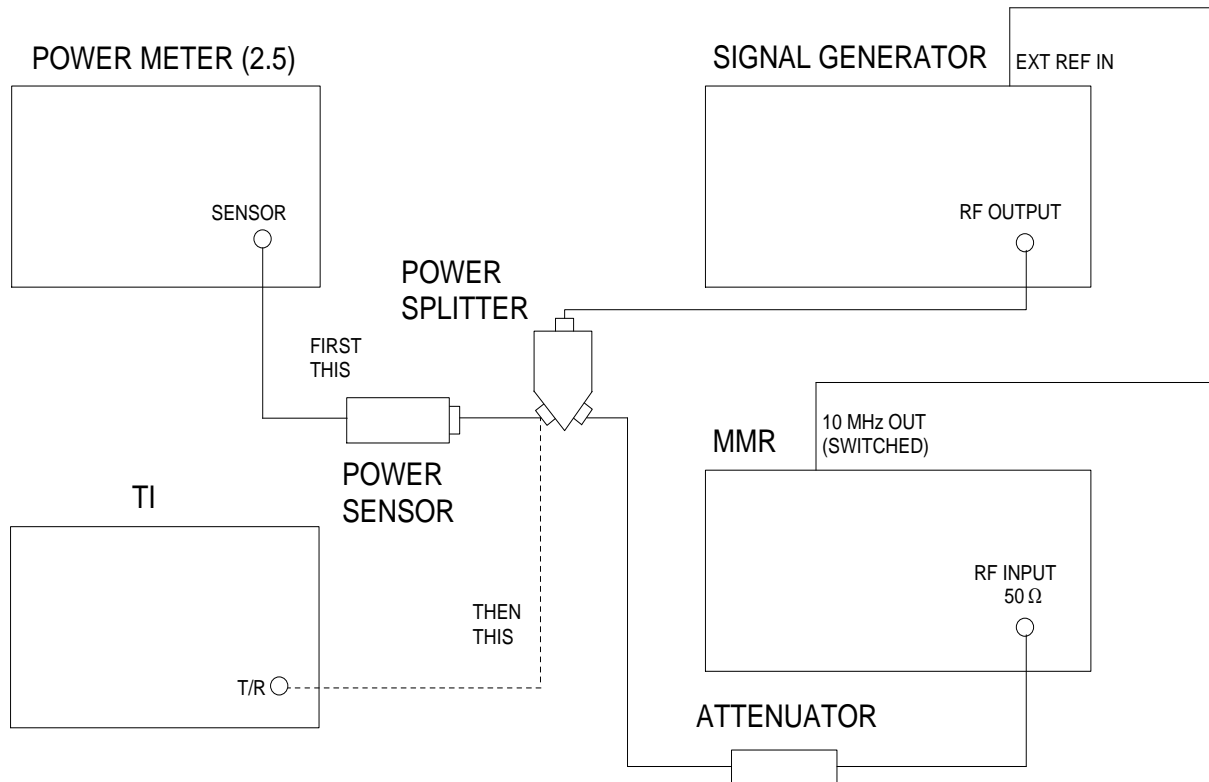 POWER METER (2.5)
SENSOR
SIGNAL GENERATOR
EXT REF IN
RF OUTPUT
POWER
SPLITTER
FIRST
THIS
POWER
SENSOR
MMR
10 MHz OUT
(SWITCHED)
RF INPUT
50 Ω
TI
T/R
THEN
THIS
ATTENUATOR